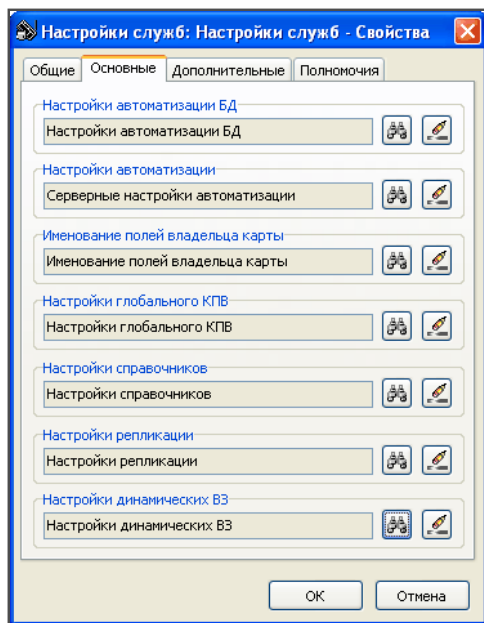 Настройки служб: Настройки служб - Свойства
Общие Основные Дополнительные Полномочия
Настройки автоматизации БД
Настройки автоматизации БД
Настройки автоматизации
Серверные настройки автоматизации
Именование полей владельца карты
Именование полей владельца карты
Настройки глобального КПВ
Настройки глобального КПВ
Настройки справочников
Настройки справочников
Настройки репликации
Настройки репликации
Настройки динамических ВЗ
Настройки динамических ВЗ
ОК Отмена